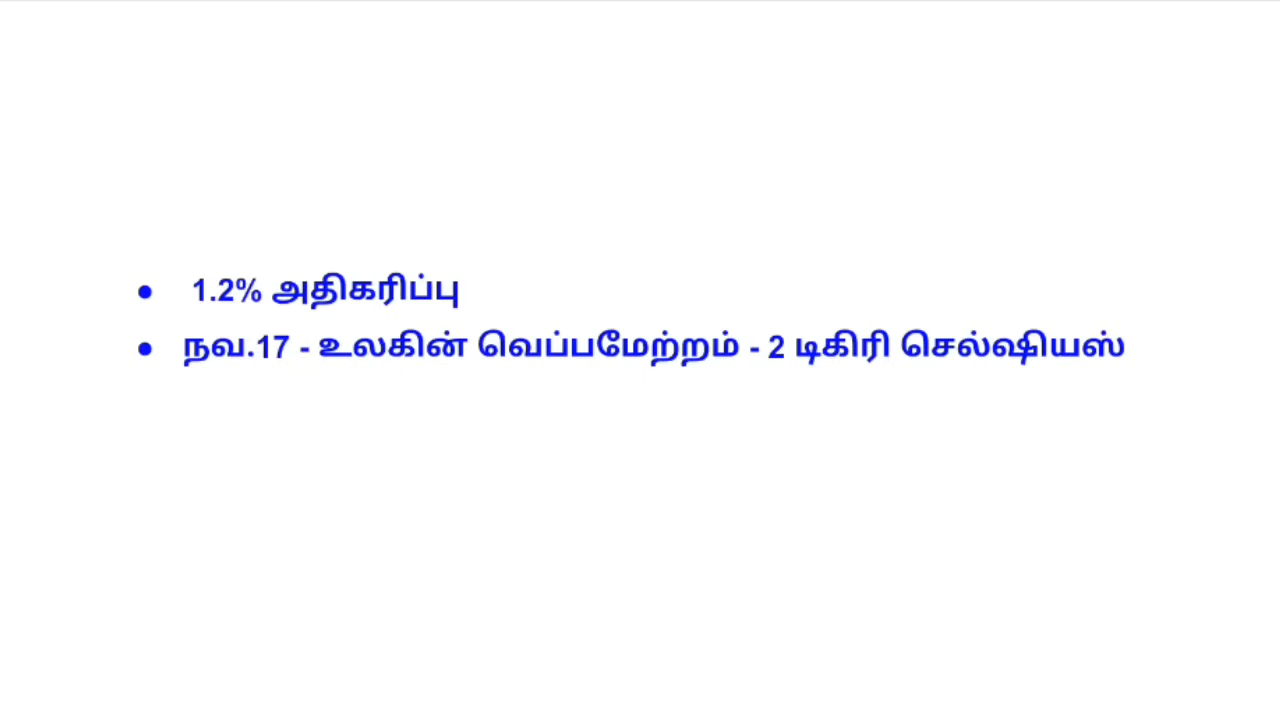 ● 1.2% அதிகரிப்பு
● நவ.17 - உலகின் வெப்பமேற்றம் - 2 டிகிரி செல்ஷியஸ்